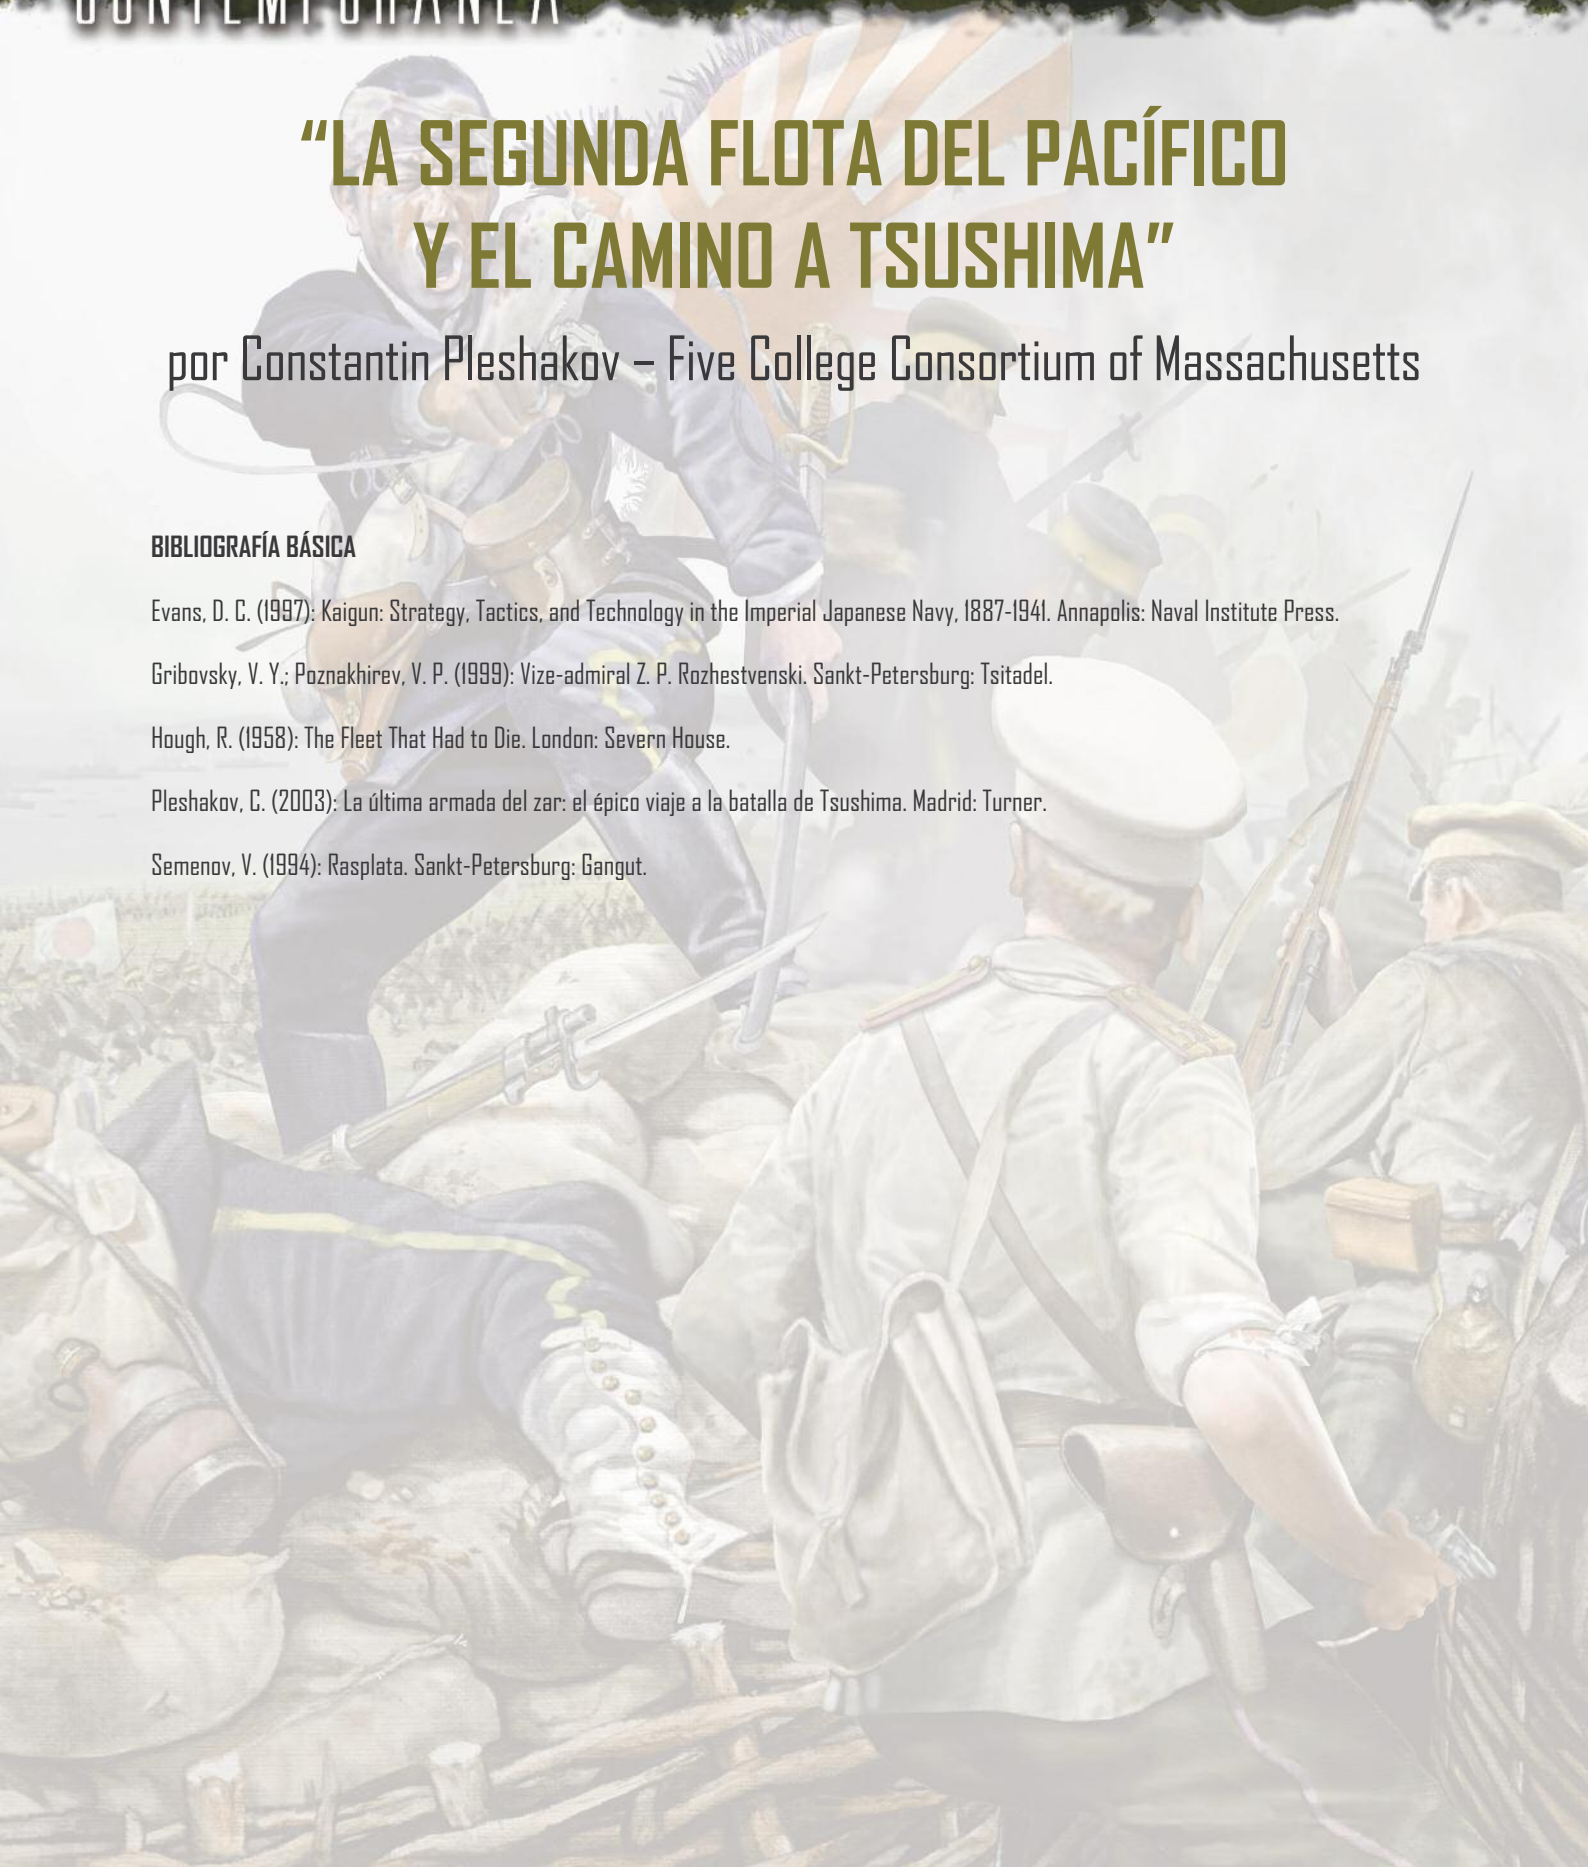 CONTEMPORÁNEA
“LA SEGUNDA FLOTA DEL PACÍFICO
Y EL CAMINO A TSUSHIMA”
por Constantin Pleshakov – Five College Consortium of Massachusetts
BIBLIOGRAFÍA BÁSICA
Evans, D. C. (1997): Kaigun: Strategy, Tactics, and Technology in the Imperial Japanese Navy, 1887-1941. Annapolis: Naval Institute Press.
Gribovsky, V. Y.; Poznakhirev, V. P. (1999): Vize-admiral Z. P. Rozhestvenski. Sankt-Petersburg: Tsitadel.
Hough, R. (1958): The Fleet That Had to Die. London: Severn House.
Pleshakov, C. (2003): La última armada del zar: el épico viaje a la batalla de Tsushima. Madrid: Turner.
Semenov, V. (1994): Rasplata. Sankt-Petersburg: Gangut.